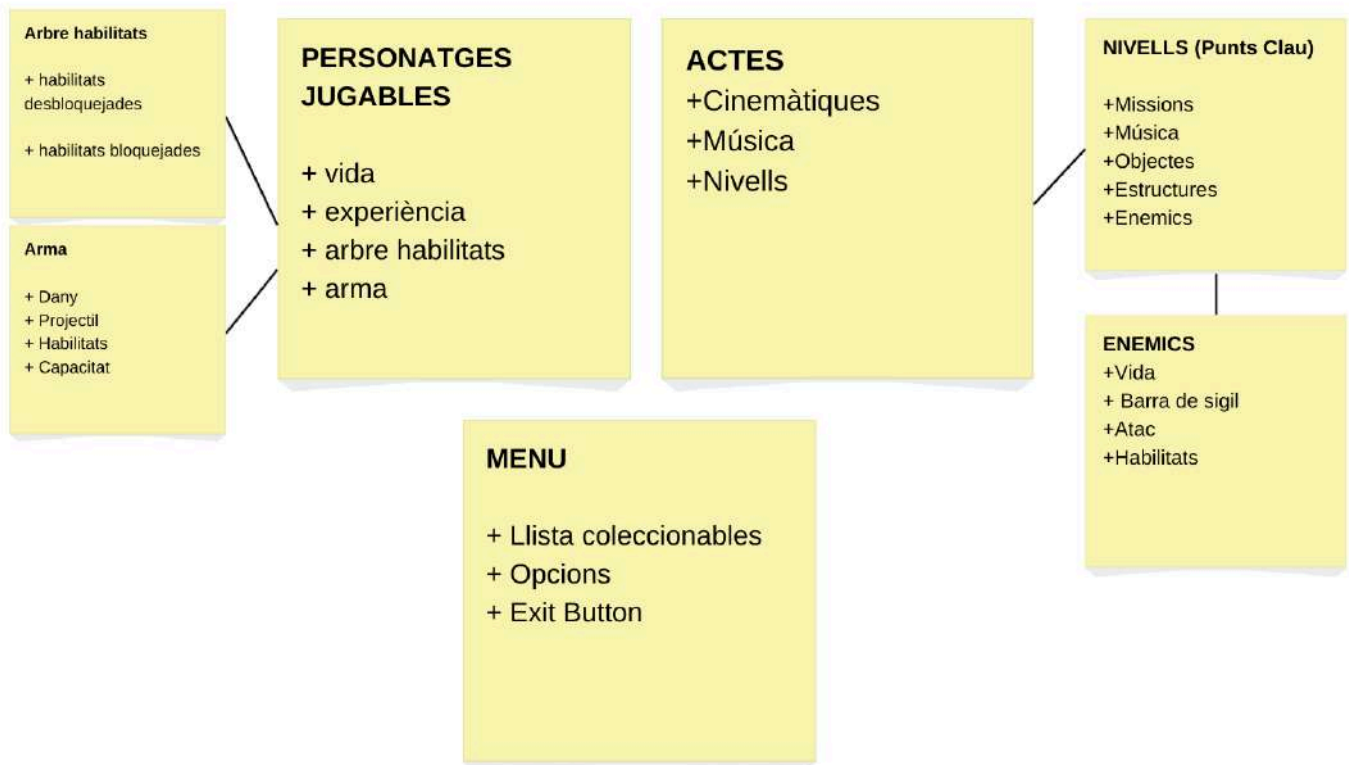 Arbre habilitats
+ habilitats
desbloquejades
+ habilitats bloquejades
Arma
+ Dany
+ Projectil
+ Habilitats
+ Capacitat
PERSONATGES
JUGABLES
+ vida
+ experiència
+ arbre habilitats
+ arma
ACTES
+Cinemàtiques
+Música
+Nivells
NIVELLS (Punts Clau)
+Missions
+Música
+Objectes
+Estructures
+Enemics
ENEMICS
+Vida
+ Barra de sigil
+Atac
+Habilitats
MENU
+ Llista coleccionables
+ Opcions
+ Exit Button